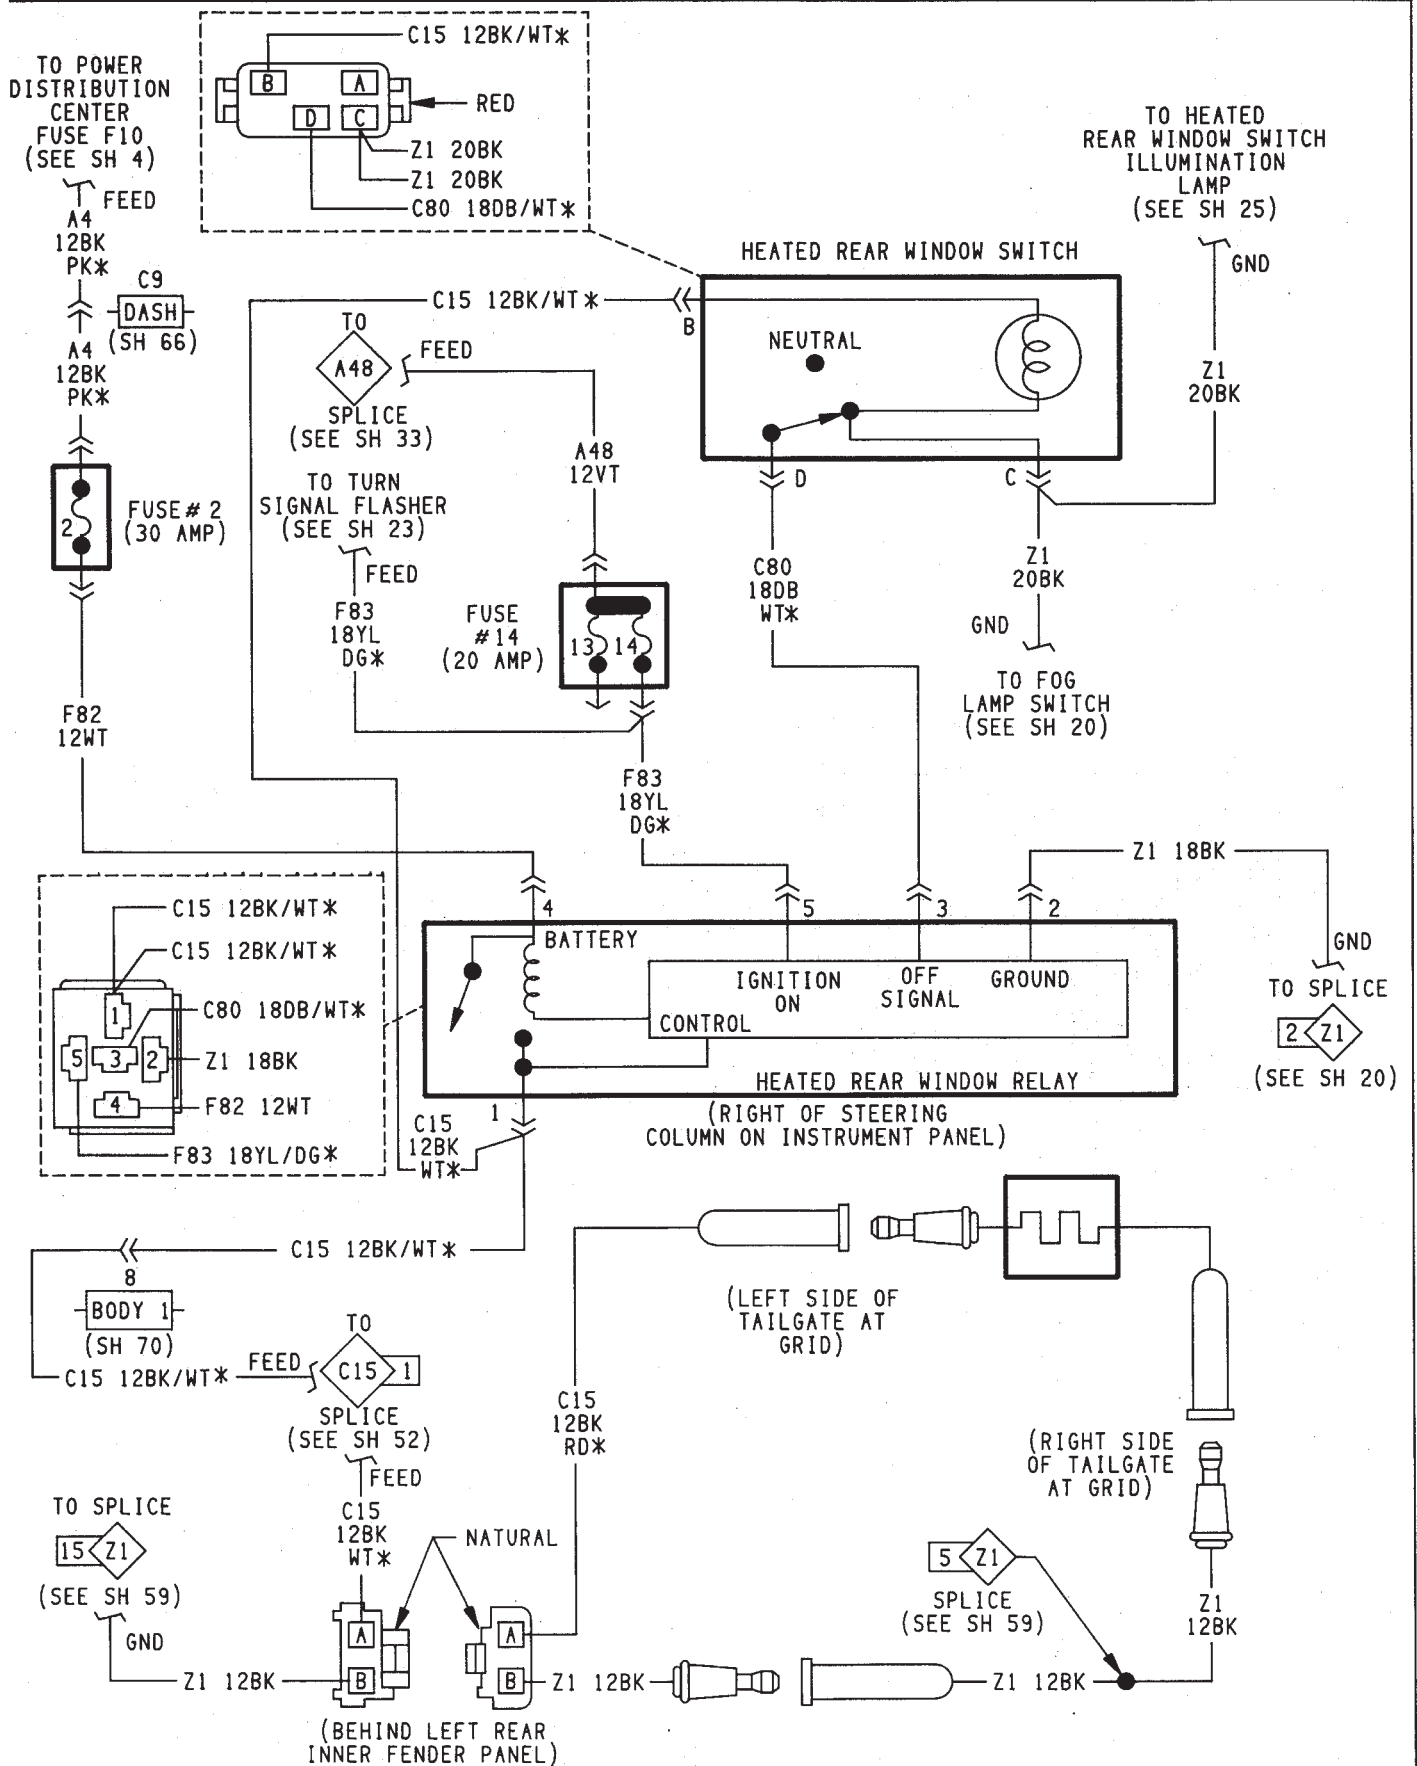 C15 12BK/WT*
B
A
D
C
RED
Z1 20BK
Z1 20BK
C80 18DB/WT*
TO POWER
DISTRIBUTION
CENTER
FUSE F10
(SEE SH 4)
FEED
A4
12BK
PK*
C9
DASH
(SH 66)
A4
12BK
PK*
2
FUSE# 2
(30 AMP)
F82
12WT
TO HEATED
REAR WINDOW SWITCH
ILLUMINATION
LAMP
(SEE SH 25)
GND
Z1
20BK
HEATED REAR WINDOW SWITCH
C15 12BK/WT*
B
NEUTRAL
D
C
TO
A48
FEED
SPLICE
(SEE SH 33)
A48
12VT
TO TURN
SIGNAL FLASHER
(SEE SH 23)
FEED
F83
18YL
DG*
FUSE
#14
(20 AMP)
13
14
C80
18DB
WT*
Z1
20BK
GND
TO FOG
LAMP SWITCH
(SEE SH 20)
F83
18YL
DG*
Z1 18BK
GND
TO SPLICE
2
Z1
(SEE SH 20)
C15 12BK/WT*
C15 12BK/WT*
C80 18DB/WT*
Z1 18BK
F82 12WT
F83 18YL/DG*
1
5
3
2
4
4
5
3
2
BATTERY
IGNITION
ON
OFF
SIGNAL
GROUND
CONTROL
HEATED REAR WINDOW RELAY
(RIGHT OF STEERING
COLUMN ON INSTRUMENT PANEL)
1
C15
12BK
WT*
C15 12BK/WT*
8
BODY 1
(SH 70)
C15 12BK/WT*
FEED
TO
C15
1
SPLICE
(SEE SH 52)
FEED
C15
12BK
WT*
(LEFT SIDE OF
TAILGATE AT
GRID)
C15
12BK
RD*
(RIGHT SIDE
OF TAILGATE
AT GRID)
TO SPLICE
15
Z1
(SEE SH 59)
GND
Z1 12BK
NATURAL
A
B
A
B
Z1 12BK
(BEHIND LEFT REAR
INNER FENDER PANEL)
5
Z1
SPLICE
(SEE SH 59)
Z1 12BK
Z1
12BK